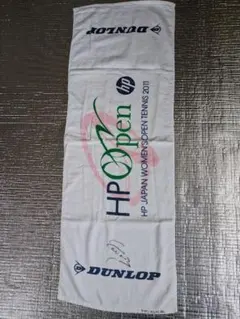 DUNLOP
HP Open
hp
HP JAPAN WOMEN'S OPEN TENNIS 2011
DUNLOP